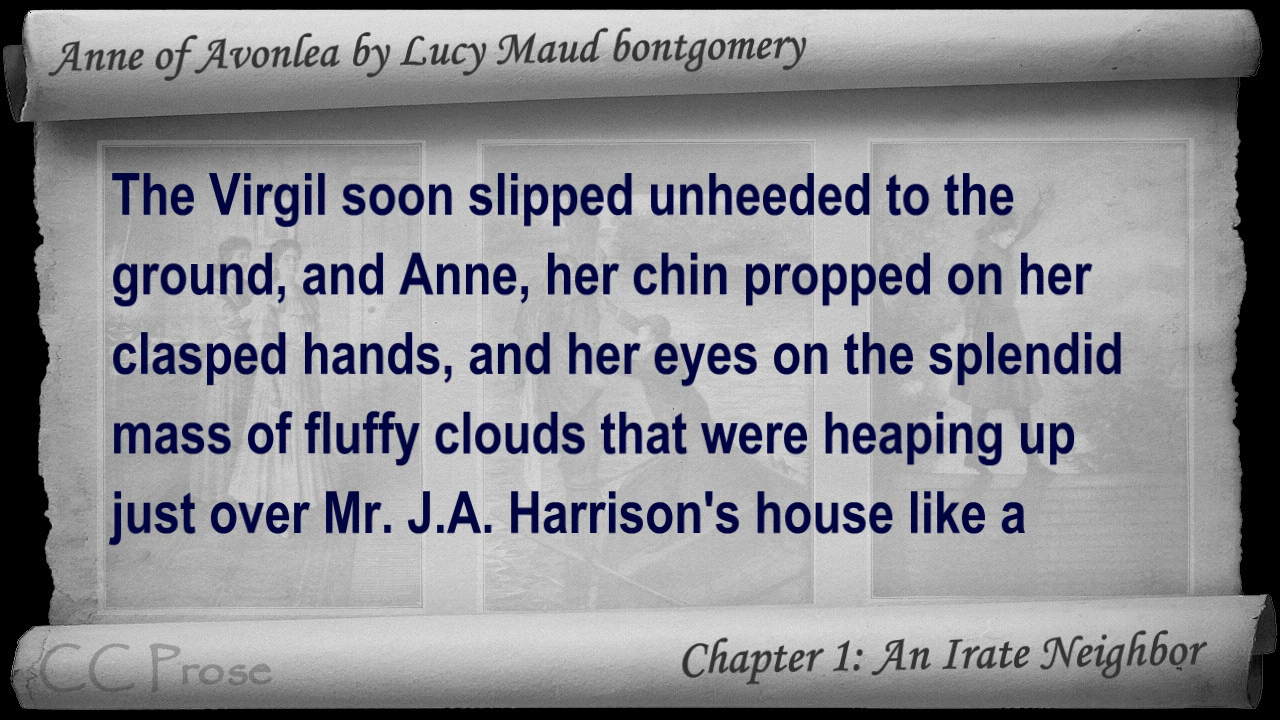 Anne of Avonlea by Lucy Maud bontgomery
The Virgil soon slipped unheeded to the
ground, and Anne, her chin propped on her
clasped hands, and her eyes on the splendid
mass of fluffy clouds that were heaping up
just over Mr. J.A. Harrison's house like a
CC Prose
Chapter 1: An Irate Neighbor